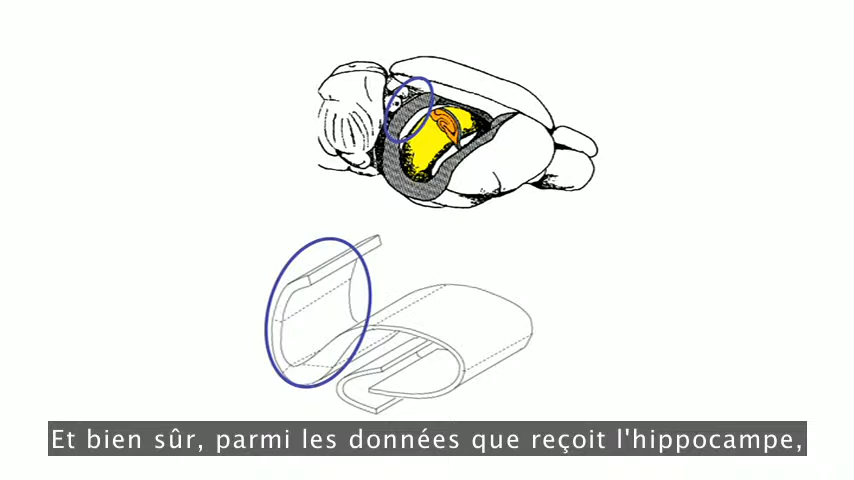 Et bien sûr, parmi les données que reçoit l'hippocampe,